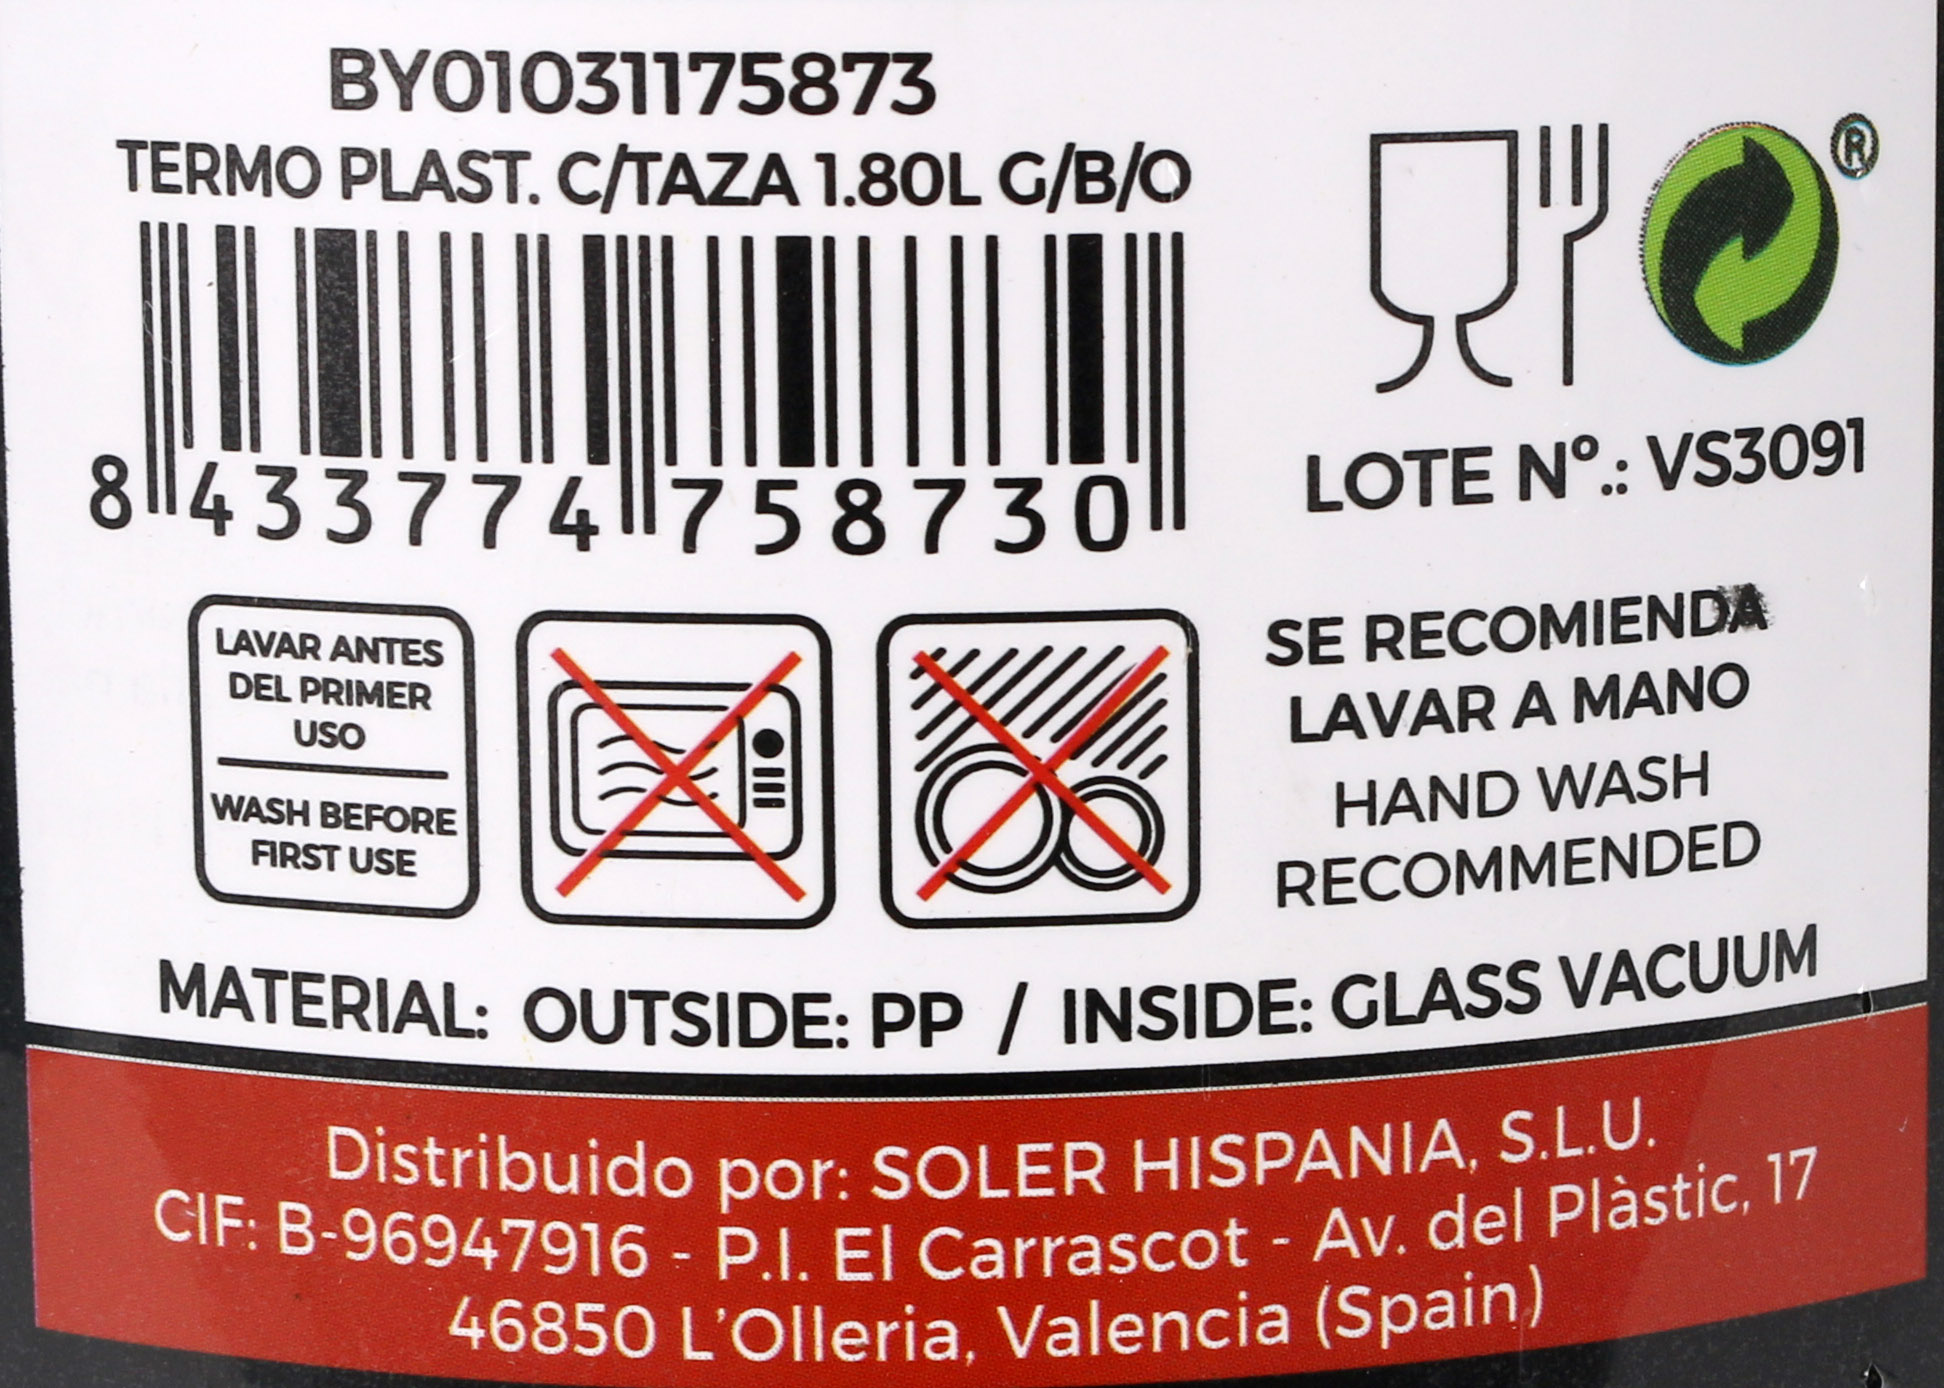 BY01031175873
TERMO PLAST. C/TAZA 1.80L G/B/O
8 433774 758730
®
LOTE Nº.: VS3091
LAVAR ANTES
DEL PRIMER
USO
WASH BEFORE
FIRST USE
SE RECOMIENDA
LAVAR A MANO
HAND WASH
RECOMMENDED
MATERIAL: OUTSIDE: PP / INSIDE: GLASS VACUUM
Distribuido por: SOLER HISPANIA, S.L.U.
CIF: B-96947916 - P.I. El Carrascot - Av. del Plàstic, 17
46850 L'Olleria, Valencia (Spain)